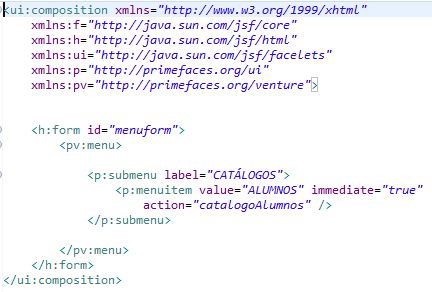 <ui:composition xmlns="http://www.w3.org/1999/xhtml"
xmlns:f="http://java.sun.com/jsf/core"
xmlns:h="http://java.sun.com/jsf/html"
xmlns:ui="http://java.sun.com/jsf/facelets"
xmlns:p="http://primefaces.org/ui"
xmlns:pv="http://primefaces.org/venture">
<h:form id="menuform">
<pv:menu>
<p:submenu label="CATÁLOGOS">
<p:menuitem value="ALUMNOS" immediate="true"
action="catalogoAlumnos" />
</p:submenu>
</pv:menu>
</h:form>
</ui:composition>